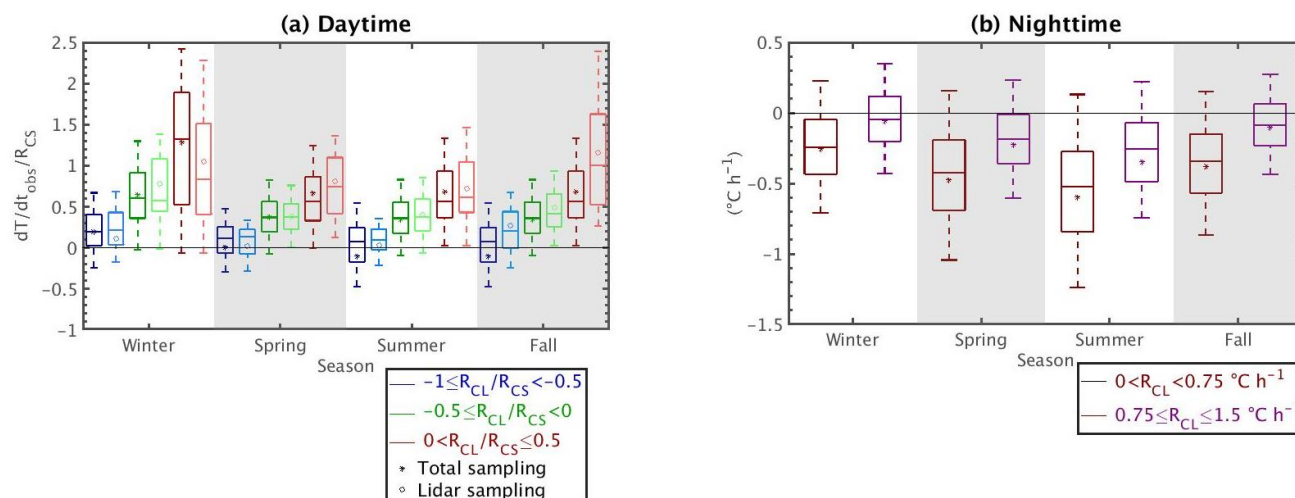 (a) Daytime
2.5
2
1.5
1
0.5
0
-0.5
-1
dT/dt_obs/R_CS
Winter Spring Summer Fall
Season
-1≤R_CL/R_CS<-0.5
-0.5≤R_CL/R_CS<0
0<R_CL/R_CS≤0.5
* Total sampling
○ Lidar sampling
(b) Nighttime
0.5
0
-0.5
-1
-1.5
(°C h⁻¹)
Winter Spring Summer Fall
Season
0<R_CL<0.75 °C h⁻¹
0.75≤R_CL≤1.5 °C h⁻